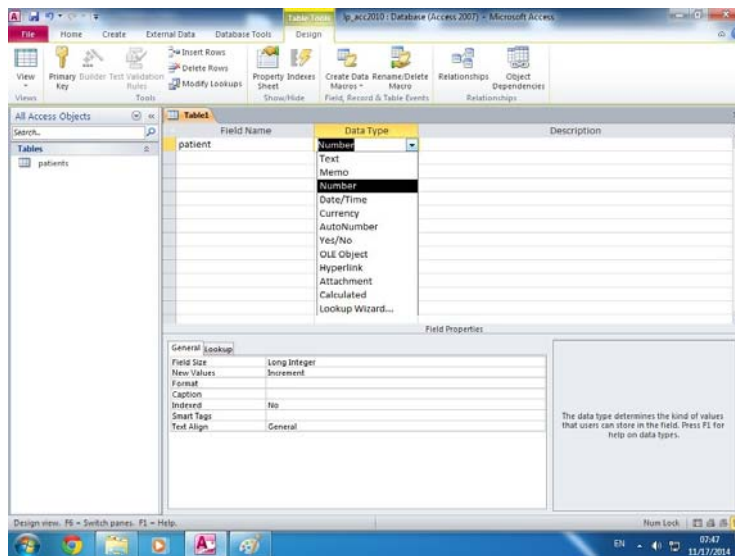 Table Tools lp_acc2010 : Database (Access 2007) - Microsoft Access
File Home Create External Data Database Tools Design
View Primary Key Builder Test Validation Rules Insert Rows Delete Rows Modify Lookups Property Sheet Indexes Create Data Macros Rename/Delete Macro Relationships Object Dependencies
Views Tools Show/Hide Field, Record & Table Events Relationships
All Access Objects
Search..
Tables
patients
Table1
Field Name Data Type Description
patient Number
Text
Memo
Number
Date/Time
Currency
AutoNumber
Yes/No
OLE Object
Hyperlink
Attachment
Calculated
Lookup Wizard...
Field Properties
General Lookup
Field Size Long Integer
New Values Increment
Format
Caption
Indexed No
Smart Tags
Text Align General
The data type determines the kind of values
that users can store in the field. Press F1 for
help on data types.
Design view. F6 = Switch panes. F1 = Help. Num Lock
EN 07:47
11/17/2014